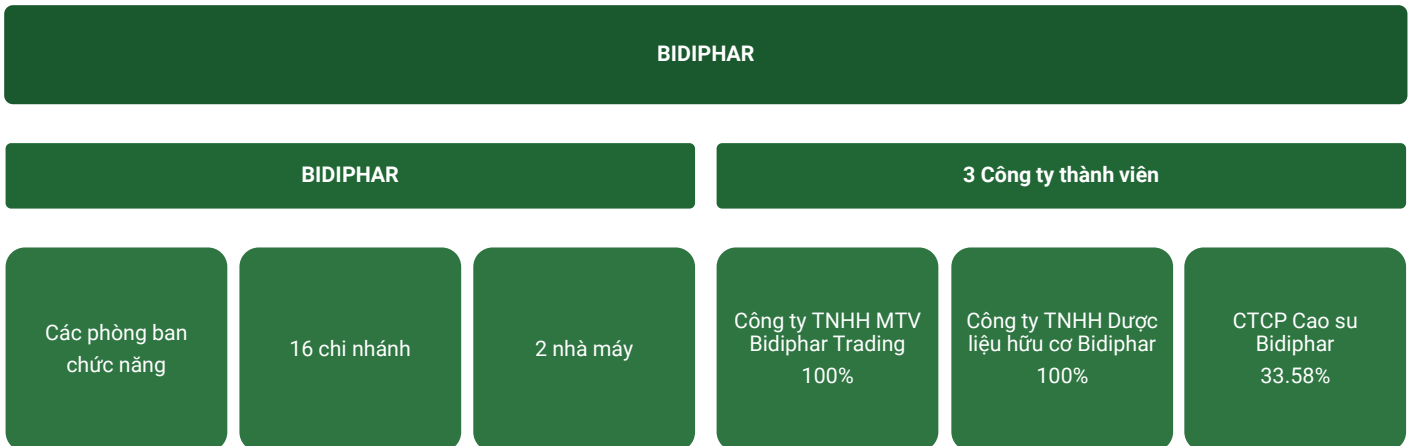 BIDIPHAR
BIDIPHAR
3 Công ty thành viên
Các phòng ban
chức năng
16 chi nhánh
2 nhà máy
Công ty TNHH MTV
Bidiphar Trading
100%
Công ty TNHH Dược
liệu hữu cơ Bidiphar
100%
CTCP Cao su
Bidiphar
33.58%